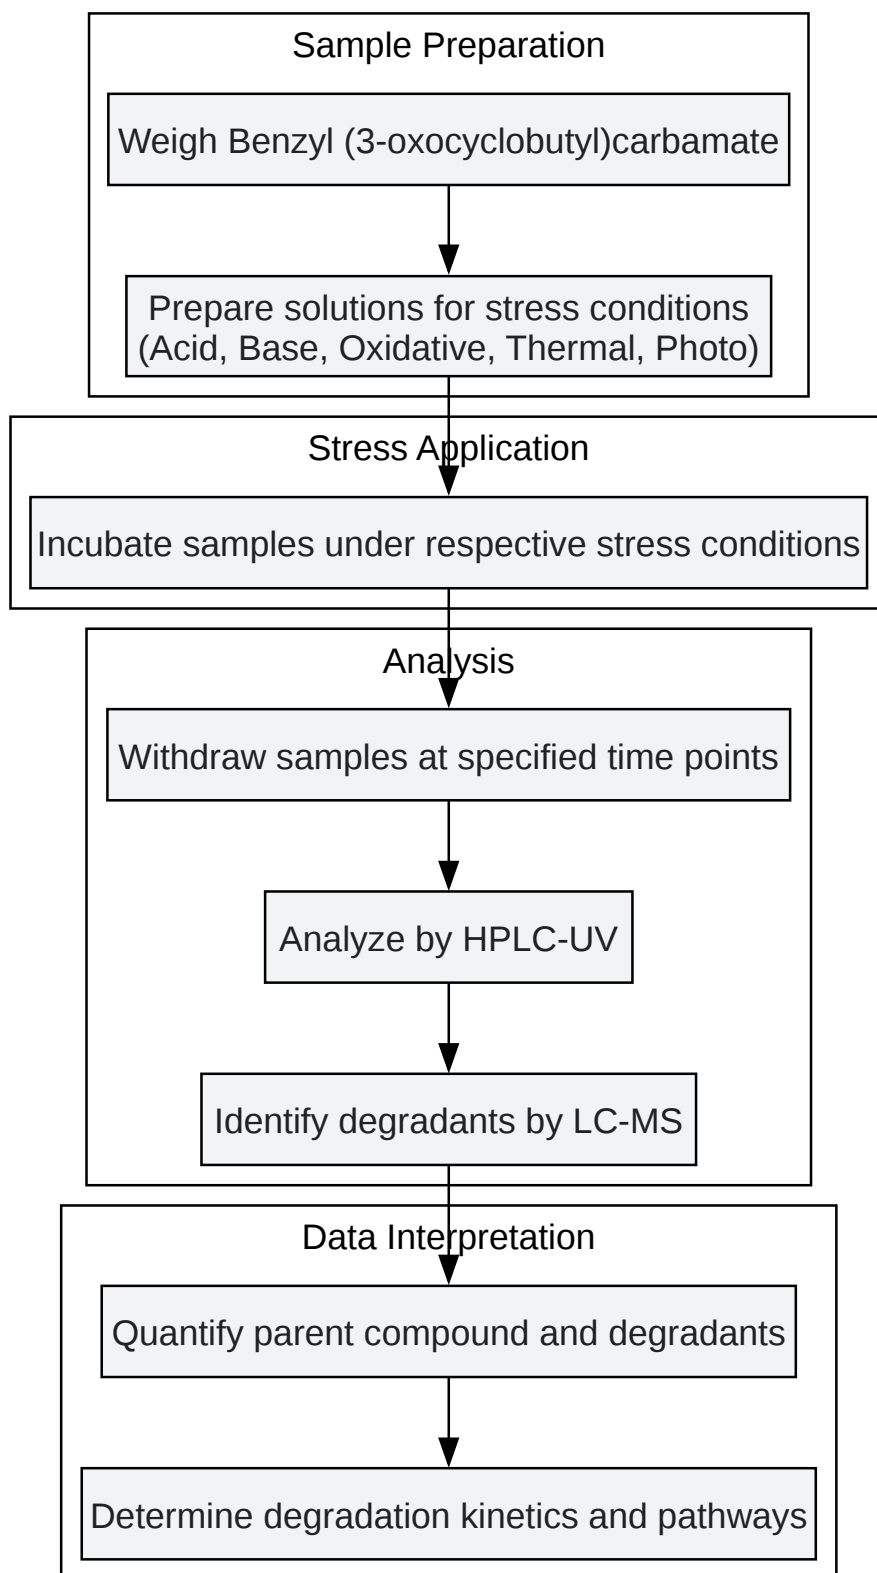 Sample Preparation
Weigh Benzyl (3-oxocyclobutyl)carbamate
Prepare solutions for stress conditions
(Acid, Base, Oxidative, Thermal, Photo)
Stress Application
Incubate samples under respective stress conditions
Analysis
Withdraw samples at specified time points
Analyze by HPLC-UV
Identify degradants by LC-MS
Data Interpretation
Quantify parent compound and degradants
Determine degradation kinetics and pathways